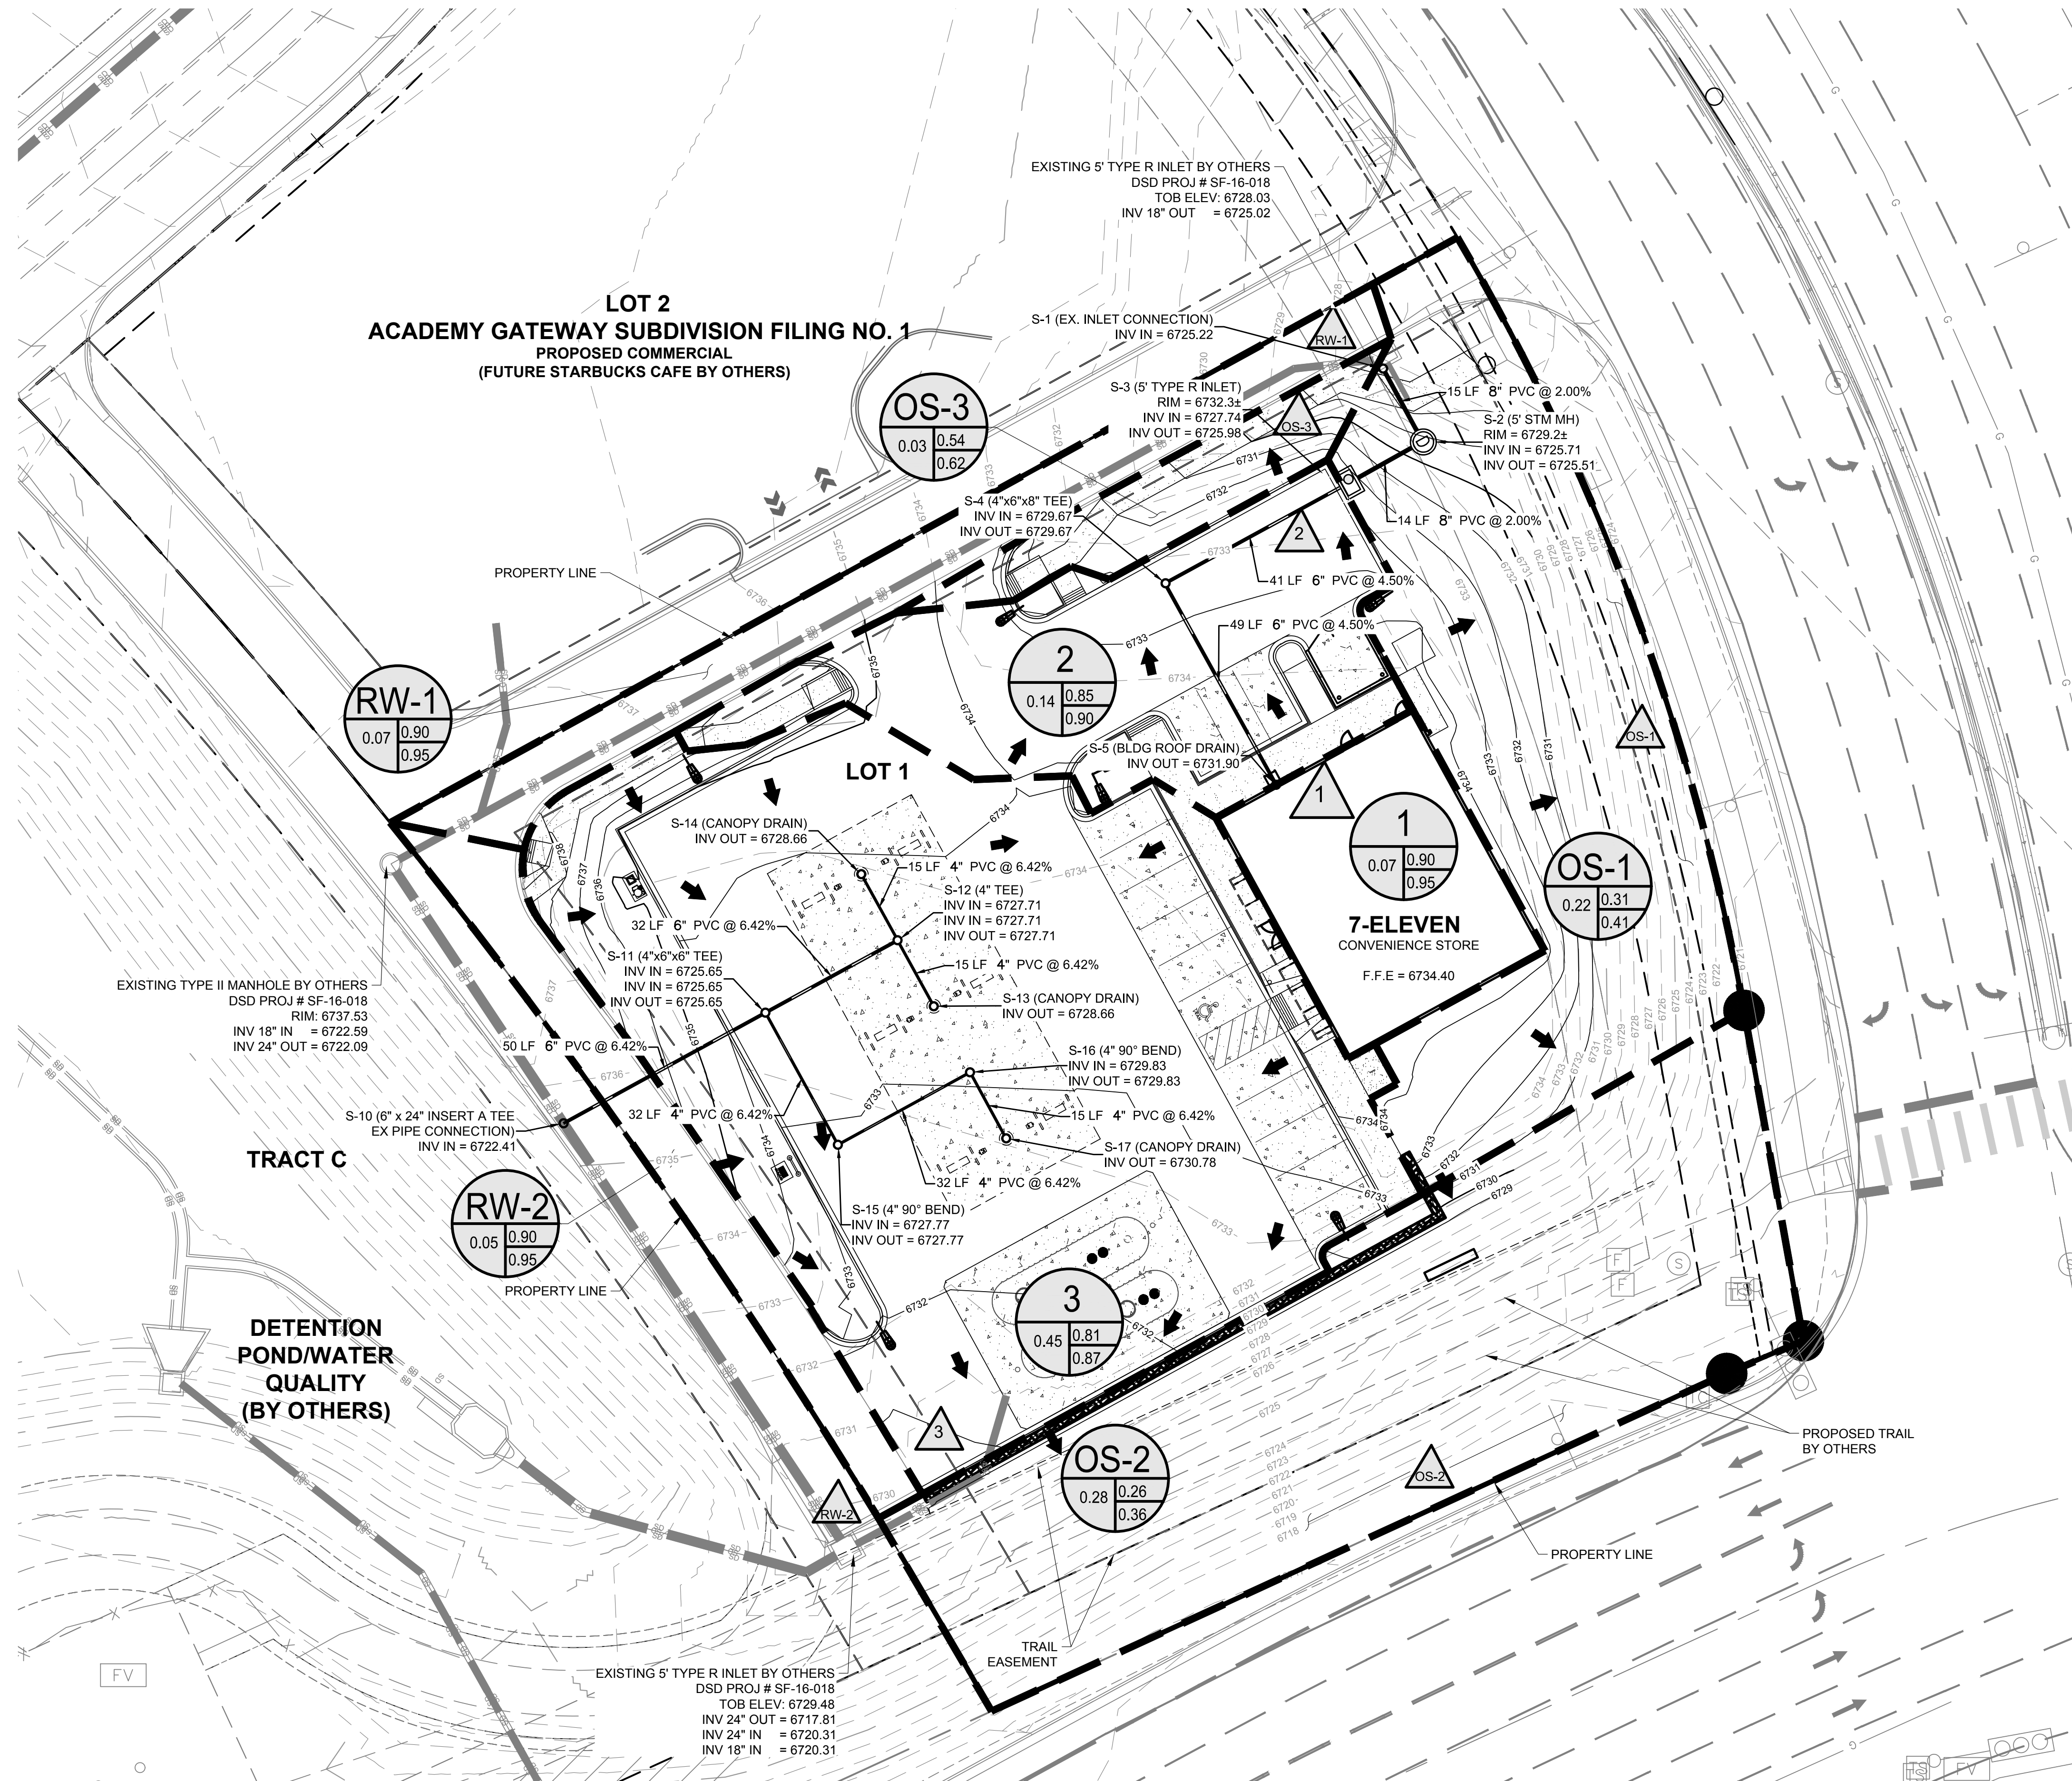 EXISTING 5' TYPE R INLET BY OTHERS
DSD PROJ # SF-16-018
TOB ELEV: 6728.03
INV 18" OUT = 6725.02
LOT 2
ACADEMY GATEWAY SUBDIVISION FILING NO. 1
PROPOSED COMMERCIAL
(FUTURE STARBUCKS CAFE BY OTHERS)
S-1 (EX. INLET CONNECTION)
INV IN = 6725.22
RW-1
S-3 (5' TYPE R INLET)
RIM = 6732.3±
INV IN = 6727.74
INV OUT = 6725.98
OS-3
15 LF 8" PVC @ 2.00%
S-2 (5' STM MH)
RIM = 6729.2±
INV IN = 6725.71
INV OUT = 6725.51
OS-3
0.03
0.54
0.62
S-4 (4"x6"x8" TEE)
INV IN = 6729.67
INV OUT = 6729.67
2
14 LF 8" PVC @ 2.00%
PROPERTY LINE
41 LF 6" PVC @ 4.50%
49 LF 6" PVC @ 4.50%
2
0.14
0.85
0.90
RW-1
0.07
0.90
0.95
S-5 (BLDG ROOF DRAIN)
INV OUT = 6731.90
LOT 1
OS-1
1
1
0.07
0.90
0.95
7-ELEVEN
CONVENIENCE STORE
F.F.E = 6734.40
OS-1
0.22
0.31
0.41
S-14 (CANOPY DRAIN)
INV OUT = 6728.66
15 LF 4" PVC @ 6.42%
S-12 (4" TEE)
INV IN = 6727.71
INV IN = 6727.71
INV OUT = 6727.71
32 LF 6" PVC @ 6.42%
S-11 (4"x6"x6" TEE)
INV IN = 6725.65
INV IN = 6725.65
INV OUT = 6725.65
15 LF 4" PVC @ 6.42%
S-13 (CANOPY DRAIN)
INV OUT = 6728.66
EXISTING TYPE II MANHOLE BY OTHERS
DSD PROJ # SF-16-018
RIM: 6737.53
INV 18" IN = 6722.59
INV 24" OUT = 6722.09
50 LF 6" PVC @ 6.42%
S-16 (4" 90° BEND)
INV IN = 6729.83
INV OUT = 6729.83
S-10 (6" x 24" INSERT A TEE
EX PIPE CONNECTION)
INV IN = 6722.41
32 LF 4" PVC @ 6.42%
15 LF 4" PVC @ 6.42%
S-17 (CANOPY DRAIN)
INV OUT = 6730.78
TRACT C
32 LF 4" PVC @ 6.42%
S-15 (4" 90° BEND)
INV IN = 6727.77
INV OUT = 6727.77
RW-2
0.05
0.90
0.95
PROPERTY LINE
DETENTION
POND/WATER
QUALITY
(BY OTHERS)
3
0.45
0.81
0.87
3
OS-2
0.28
0.26
0.36
OS-2
RW-2
PROPOSED TRAIL
BY OTHERS
PROPERTY LINE
TRAIL
EASEMENT
EXISTING 5' TYPE R INLET BY OTHERS
DSD PROJ # SF-16-018
TOB ELEV: 6729.48
INV 24" OUT = 6717.81
INV 24" IN = 6720.31
INV 18" IN = 6720.31
FV
FV